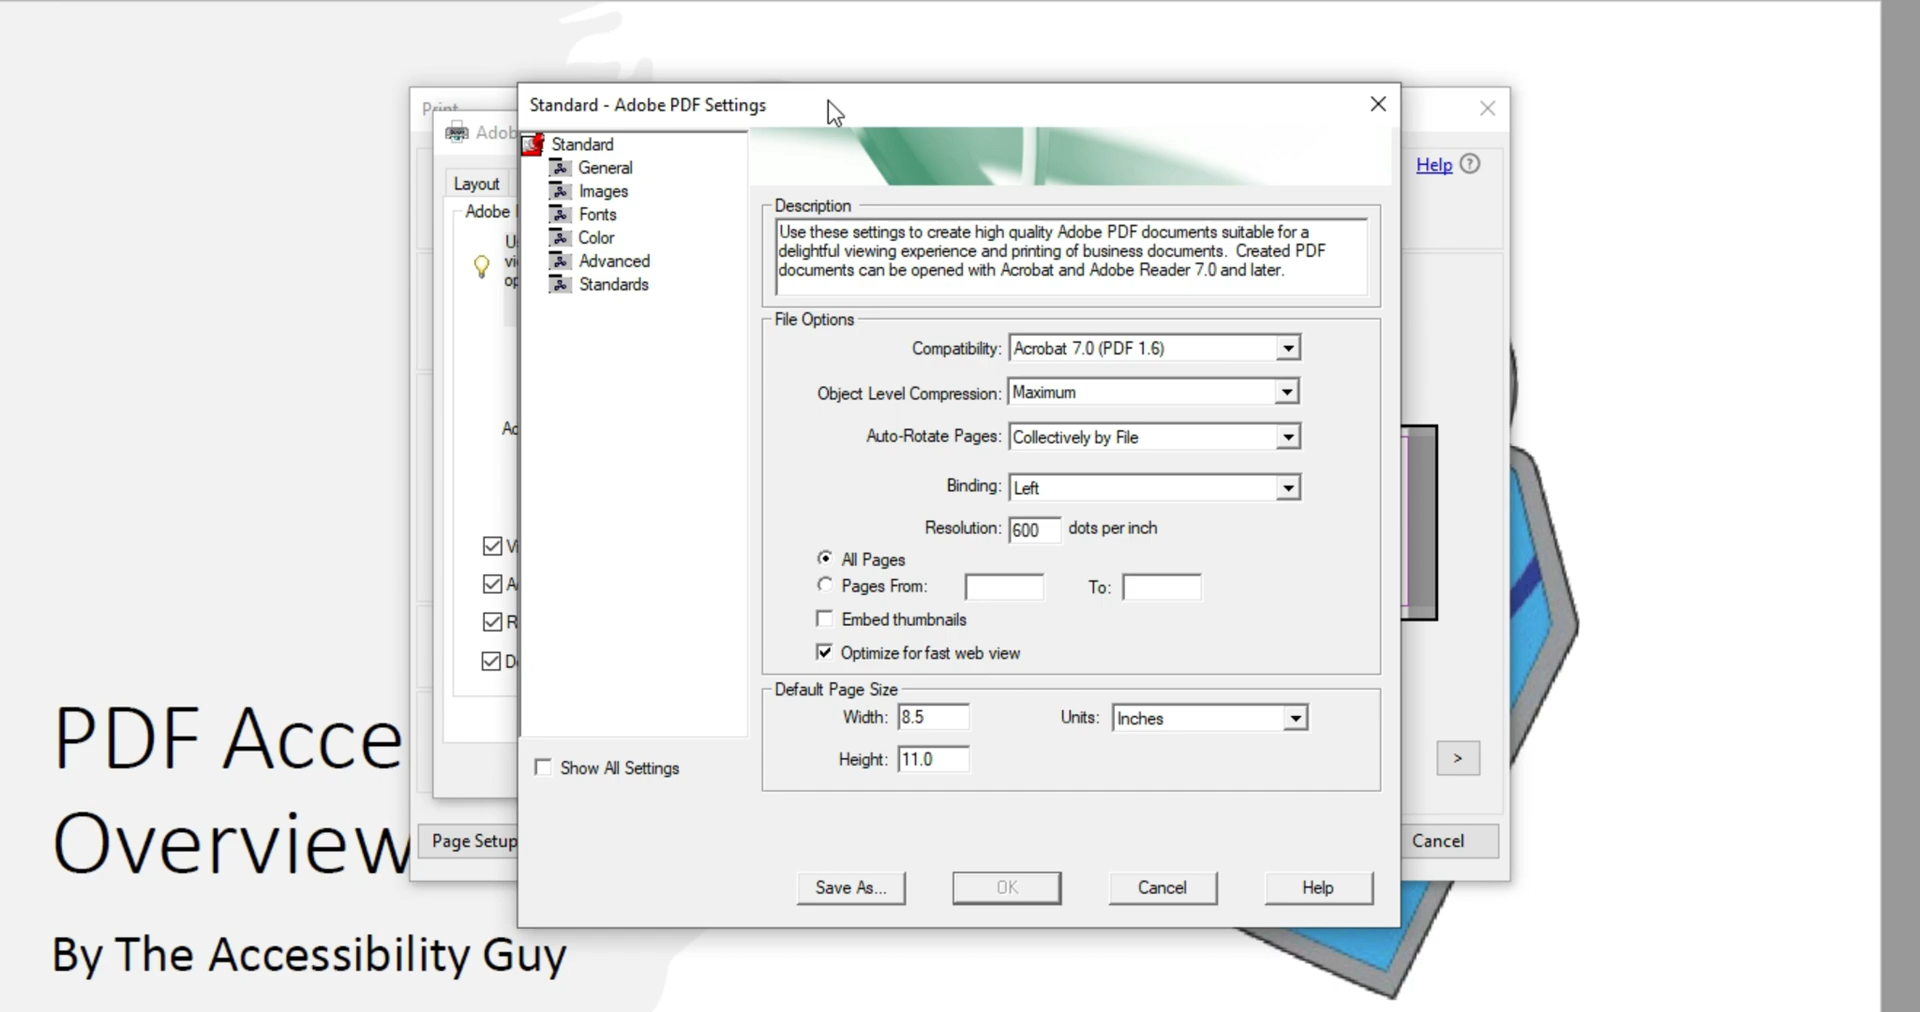 Print
Adob
Layout
Adobe
Standard - Adobe PDF Settings
Standard
General
Images
Fonts
Color
Advanced
Standards
Show All Settings
Description
Use these settings to create high quality Adobe PDF documents suitable for a
delightful viewing experience and printing of business documents. Created PDF
documents can be opened with Acrobat and Adobe Reader 7.0 and later.
File Options
Compatibility: Acrobat 7.0 (PDF 1.6)
Object Level Compression: Maximum
Auto-Rotate Pages: Collectively by File
Binding: Left
Resolution: 600 dots per inch
All Pages
Pages From: To:
Embed thumbnails
Optimize for fast web view
Default Page Size
Width: 8.5 Units: Inches
Height: 11.0
Save As... OK Cancel Help
Help ?
>
Page Setup
Cancel
PDF Acce
Overview
By The Accessibility Guy